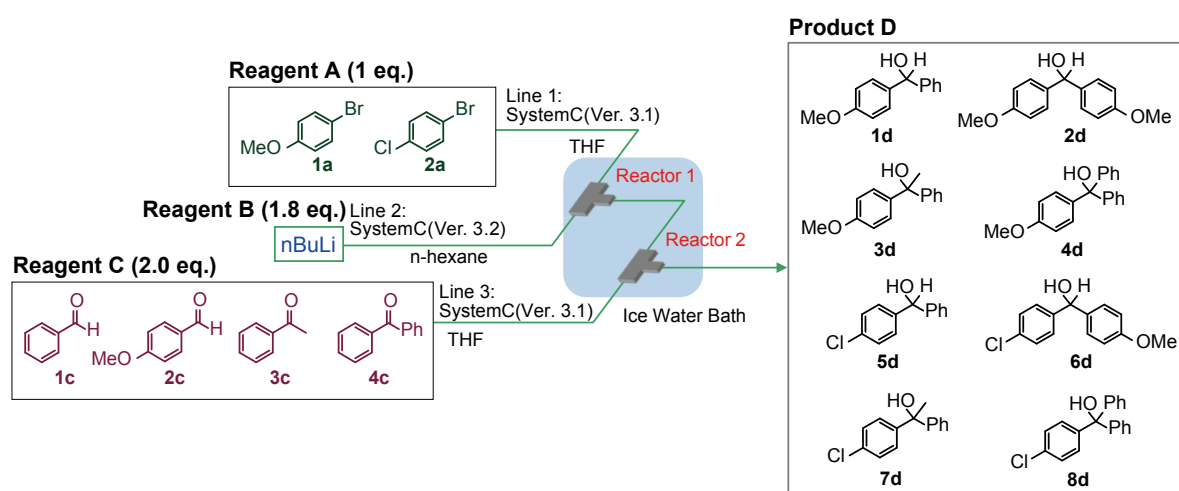 Product D
Reagent A (1 eq.)
Br
MeO
1a
Br
Cl
2a
Line 1:
SystemC(Ver. 3.1)
THF
Reactor 1
Reagent B (1.8 eq.)
nBuLi
Line 2:
SystemC(Ver. 3.2)
n-hexane
Reactor 2
Reagent C (2.0 eq.)
O
H
1c
O
H
MeO
2c
O
3c
O
Ph
4c
Line 3:
SystemC(Ver. 3.1)
THF
Ice Water Bath
HO H
Ph
MeO
1d
HO H
MeO
OMe
2d
HO
Ph
MeO
3d
HO Ph
Ph
MeO
4d
HO H
Ph
Cl
5d
HO H
Cl
OMe
6d
HO
Ph
Cl
7d
HO Ph
Ph
Cl
8d